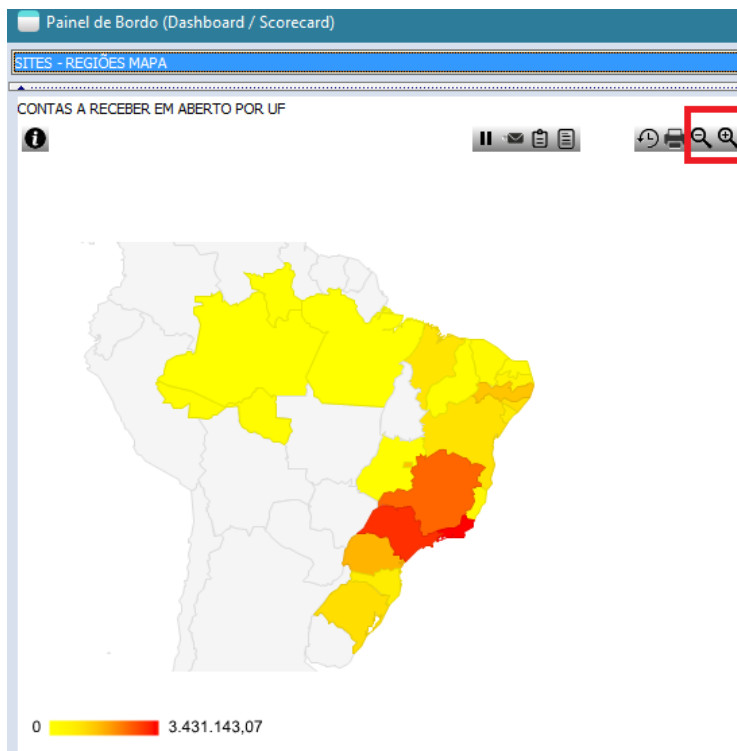 Painel de Bordo (Dashboard / Scorecard)
SITES - REGIÕES MAPA
CONTAS A RECEBER EM ABERTO POR UF
0 3.431.143,07